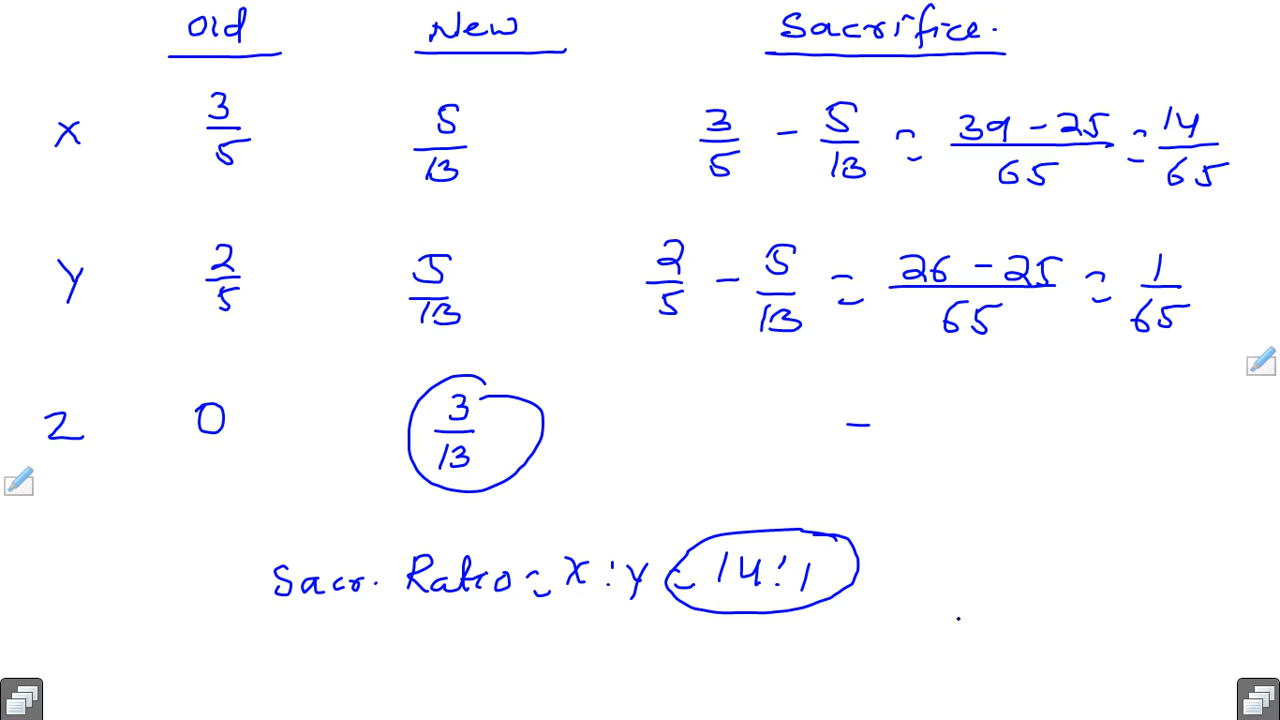 Old New Sacrifice.
X 3/5 5/13 3/5 - 5/13 = 39-25/65 = 14/65
Y 2/5 5/13 2/5 - 5/13 = 26-25/65 = 1/65
Z 0 3/13 -
Sacr. Ratio = X : Y = 14 : 1